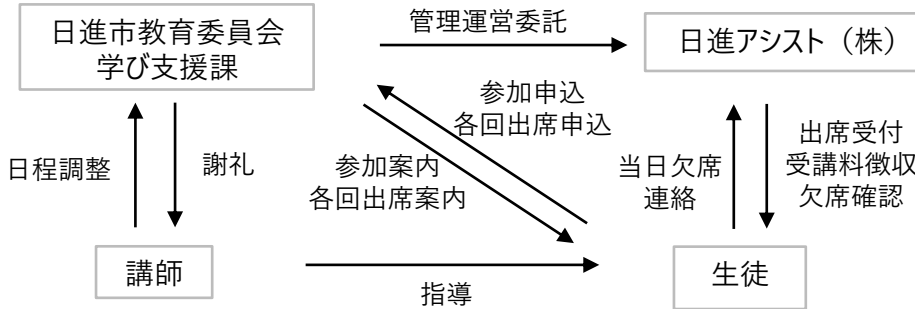 管理運営委託
日進市教育委員会
学び支援課
日進アシスト（株）
参加申込
各回出席申込
日程調整
謝礼
参加案内
各回出席案内
当日欠席
連絡
出席受付
受講料徴収
欠席確認
講師
指導
生徒